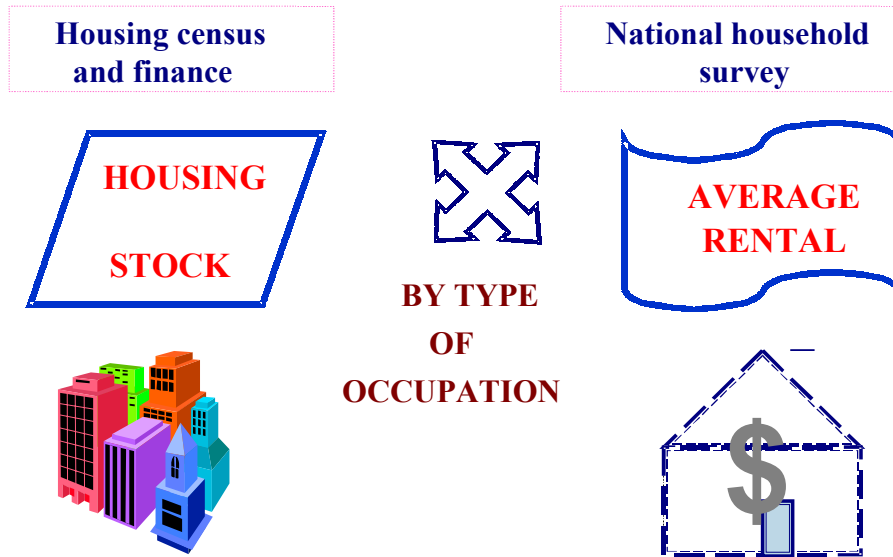 Housing census
and finance
National household
survey
HOUSING
STOCK
AVERAGE
RENTAL
BY TYPE
OF
OCCUPATION
$